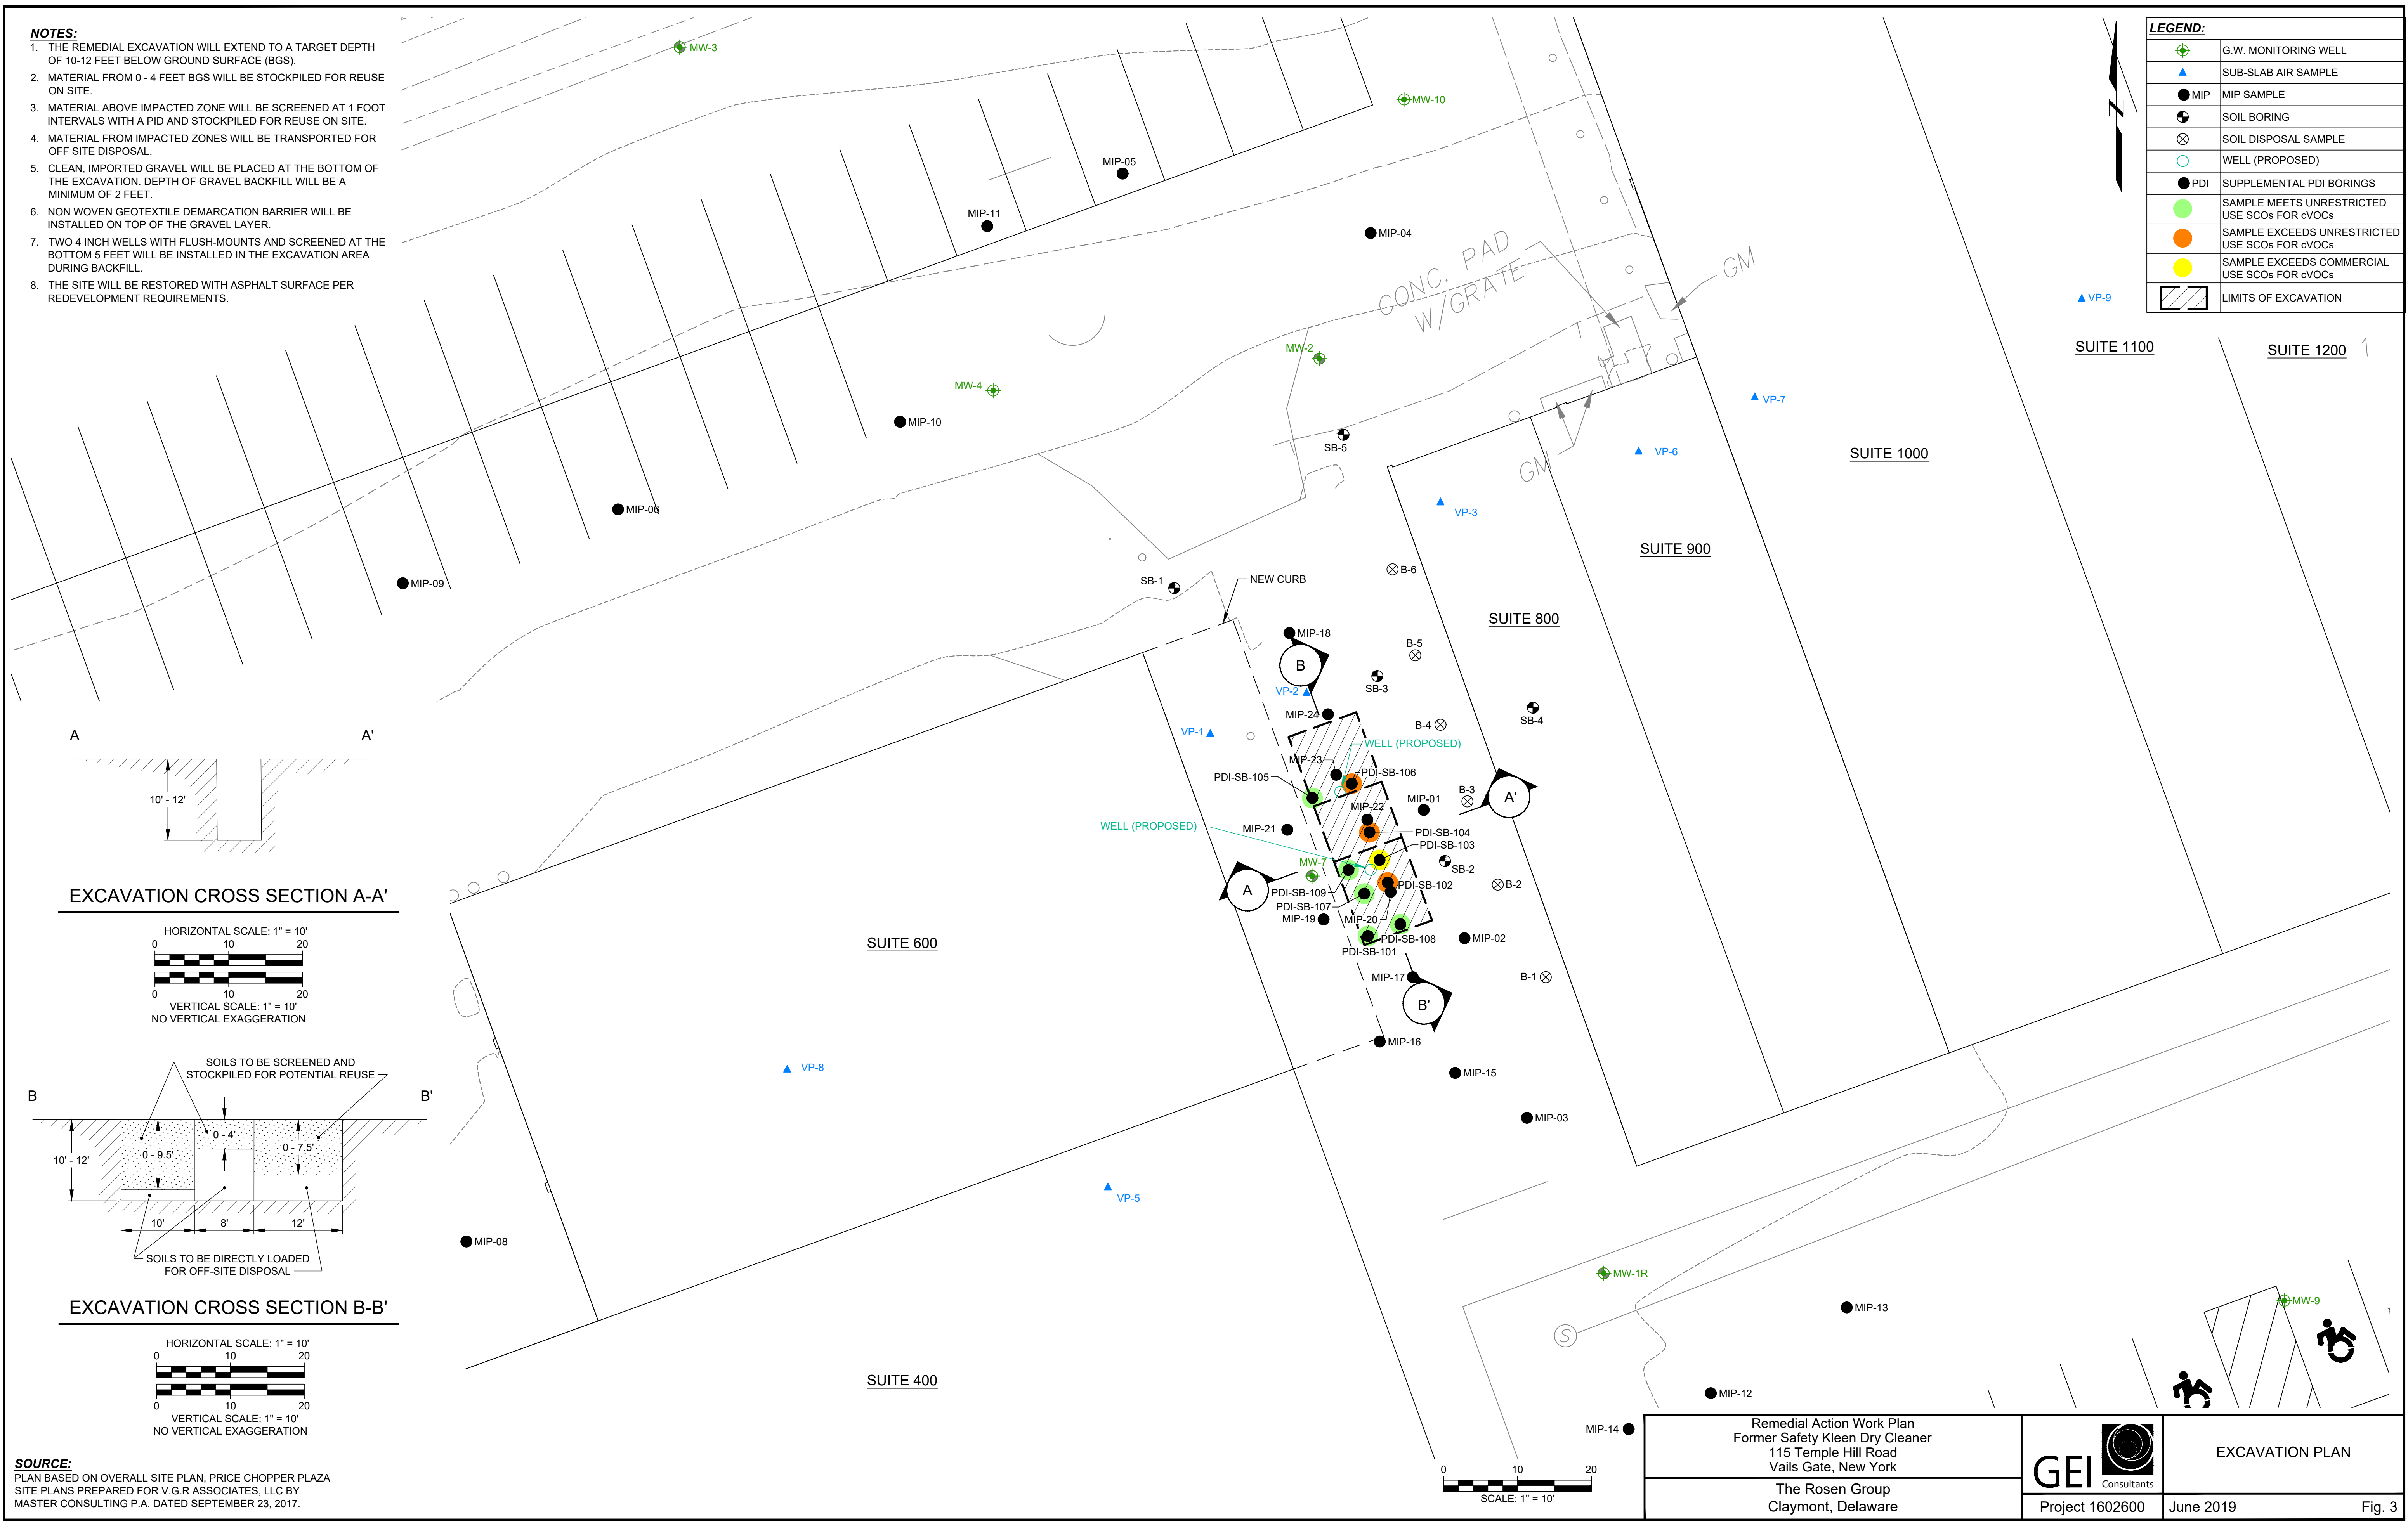 NOTES:
1. THE REMEDIAL EXCAVATION WILL EXTEND TO A TARGET DEPTH
OF 10-12 FEET BELOW GROUND SURFACE (BGS).
2. MATERIAL FROM 0 - 4 FEET BGS WILL BE STOCKPILED FOR REUSE
ON SITE.
3. MATERIAL ABOVE IMPACTED ZONE WILL BE SCREENED AT 1 FOOT
INTERVALS WITH A PID AND STOCKPILED FOR REUSE ON SITE.
4. MATERIAL FROM IMPACTED ZONES WILL BE TRANSPORTED FOR
OFF SITE DISPOSAL.
5. CLEAN, IMPORTED GRAVEL WILL BE PLACED AT THE BOTTOM OF
THE EXCAVATION. DEPTH OF GRAVEL BACKFILL WILL BE A
MINIMUM OF 2 FEET.
6. NON WOVEN GEOTEXTILE DEMARCATION BARRIER WILL BE
INSTALLED ON TOP OF THE GRAVEL LAYER.
7. TWO 4 INCH WELLS WITH FLUSH-MOUNTS AND SCREENED AT THE
BOTTOM 5 FEET WILL BE INSTALLED IN THE EXCAVATION AREA
DURING BACKFILL.
8. THE SITE WILL BE RESTORED WITH ASPHALT SURFACE PER
REDEVELOPMENT REQUIREMENTS.
LEGEND:
G.W. MONITORING WELL
SUB-SLAB AIR SAMPLE
MIP MIP SAMPLE
SOIL BORING
SOIL DISPOSAL SAMPLE
WELL (PROPOSED)
PDI SUPPLEMENTAL PDI BORINGS
SAMPLE MEETS UNRESTRICTED
USE SCOs FOR cVOCs
SAMPLE EXCEEDS UNRESTRICTED
USE SCOs FOR cVOCs
SAMPLE EXCEEDS COMMERCIAL
USE SCOs FOR cVOCs
LIMITS OF EXCAVATION
N
MW-3
MW-10
MIP-05
MIP-11
MIP-04
CONC. PAD
W/GRATE
GM
VP-9
SUITE 1100
SUITE 1200
MW-2
MW-4
VP-7
MIP-10
SB-5
VP-6
SUITE 1000
GM
MIP-06
VP-3
SUITE 900
B-6
MIP-09
SB-1
NEW CURB
SUITE 800
MIP-18
B-5
B
SB-3
VP-2
MIP-24
SB-4
B-4
VP-1
WELL (PROPOSED)
MIP-23
PDI-SB-106
PDI-SB-105
B-3
A'
MIP-01
MIP-22
WELL (PROPOSED)
MIP-21
PDI-SB-104
PDI-SB-103
MW-7
SB-2
A
PDI-SB-102
B-2
PDI-SB-109
PDI-SB-107
MIP-19
MIP-20
PDI-SB-108
MIP-02
PDI-SB-101
MIP-17
B-1
B'
SUITE 600
MIP-16
VP-8
MIP-15
MIP-03
VP-5
MIP-08
MW-1R
MIP-13
MW-9
S
SUITE 400
MIP-12
MIP-14
A
A'
10' - 12'
EXCAVATION CROSS SECTION A-A'
HORIZONTAL SCALE: 1" = 10'
0 10 20
0 10 20
VERTICAL SCALE: 1" = 10'
NO VERTICAL EXAGGERATION
SOILS TO BE SCREENED AND
STOCKPILED FOR POTENTIAL REUSE
B
B'
10' - 12'
0 - 9.5'
0 - 4'
0 - 7.5'
10'
8'
12'
SOILS TO BE DIRECTLY LOADED
FOR OFF-SITE DISPOSAL
EXCAVATION CROSS SECTION B-B'
HORIZONTAL SCALE: 1" = 10'
0 10 20
0 10 20
VERTICAL SCALE: 1" = 10'
NO VERTICAL EXAGGERATION
SOURCE:
PLAN BASED ON OVERALL SITE PLAN, PRICE CHOPPER PLAZA
SITE PLANS PREPARED FOR V.G.R ASSOCIATES, LLC BY
MASTER CONSULTING P.A. DATED SEPTEMBER 23, 2017.
0 10 20
SCALE: 1" = 10'
Remedial Action Work Plan
Former Safety Kleen Dry Cleaner
115 Temple Hill Road
Vails Gate, New York
The Rosen Group
Claymont, Delaware
GEI Consultants
Project 1602600
EXCAVATION PLAN
June 2019
Fig. 3